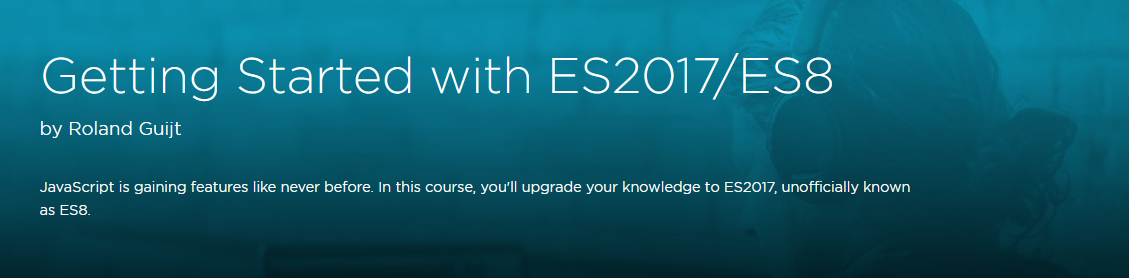 Getting Started with ES2017/ES8
by Roland Guijt
JavaScript is gaining features like never before. In this course, you'll upgrade your knowledge to ES2017, unofficially known
as ES8.